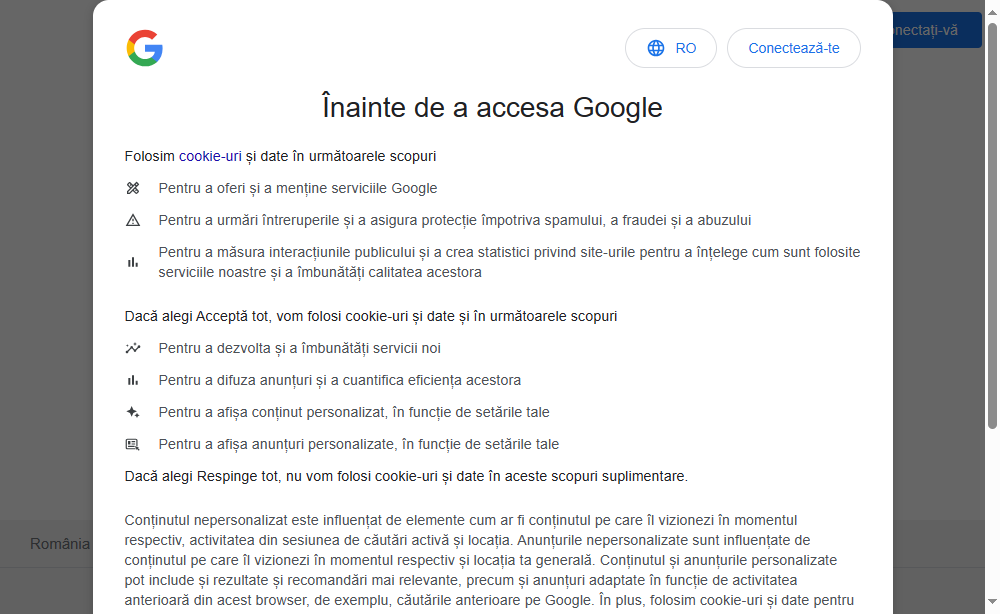 RO
Conectează-te
nectați-vă
Înainte de a accesa Google
Folosim cookie-uri și date în următoarele scopuri
Pentru a oferi și a menține serviciile Google
Pentru a urmări întreruperile și a asigura protecție împotriva spamului, a fraudei și a abuzului
Pentru a măsura interacțiunile publicului și a crea statistici privind site-urile pentru a înțelege cum sunt folosite
serviciile noastre și a îmbunătăți calitatea acestora
Dacă alegi Acceptă tot, vom folosi cookie-uri și date și în următoarele scopuri
Pentru a dezvolta și a îmbunătăți servicii noi
Pentru a difuza anunțuri și a cuantifica eficiența acestora
Pentru a afișa conținut personalizat, în funcție de setările tale
Pentru a afișa anunțuri personalizate, în funcție de setările tale
Dacă alegi Respinge tot, nu vom folosi cookie-uri și date în aceste scopuri suplimentare.
Conținutul nepersonalizat este influențat de elemente cum ar fi conținutul pe care îl vizionezi în momentul
respectiv, activitatea din sesiunea de căutări activă și locația. Anunțurile nepersonalizate sunt influențate de
conținutul pe care îl vizionezi în momentul respectiv și locația ta generală. Conținutul și anunțurile personalizate
pot include și rezultate și recomandări mai relevante, precum și anunțuri adaptate în funcție de activitatea
anterioară din acest browser, de exemplu, căutările anterioare pe Google. În plus, folosim cookie-uri și date pentru
România